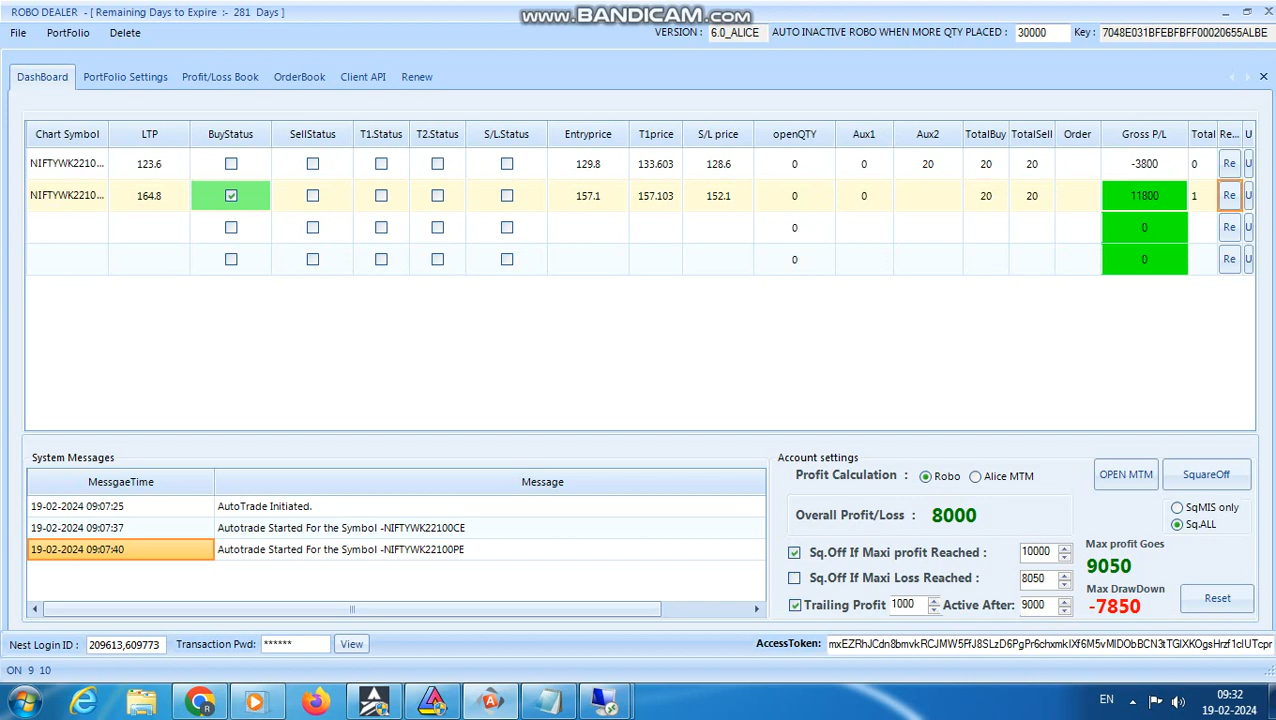 ROBO DEALER - [ Remaining Days to Expire :- 281 Days ]
www.BANDICAM.com
File PortFolio Delete
VERSION : 6.0_ALICE AUTO INACTIVE ROBO WHEN MORE QTY PLACED : 30000 Key : 7048E031BFEBFBFF00020655ALBE
DashBoard PortFolio Settings Profit/Loss Book OrderBook Client API Renew
Chart Symbol LTP BuyStatus SellStatus T1.Status T2.Status S/L.Status Entryprice T1price S/L price openQTY Aux1 Aux2 TotalBuy TotalSell Order Gross P/L Total Re... U
NIFTYWK2210... 123.6 129.8 133.603 128.6 0 0 20 20 20 -3800 0 Re U
NIFTYWK2210... 164.8 157.1 157.103 152.1 0 0 20 20 11800 1 Re U
0 0 Re U
0 0 Re U
System Messages
MessgaeTime Message
19-02-2024 09:07:25 AutoTrade Initiated.
19-02-2024 09:07:37 Autotrade Started For the Symbol -NIFTYWK22100CE
19-02-2024 09:07:40 Autotrade Started For the Symbol -NIFTYWK22100PE
Account settings
Profit Calculation : Robo Alice MTM OPEN MTM SquareOff
Overall Profit/Loss : 8000
SqMIS only
Sq.ALL
Sq.Off If Maxi profit Reached : 10000
Max profit Goes
9050
Sq.Off If Maxi Loss Reached : 8050
Max DrawDown
-7850
Reset
Trailing Profit 1000 Active After: 9000
Nest Login ID : 209613,609773 Transaction Pwd: ****** View
AccessToken:
ON 9 10
EN
09:32
19-02-2024